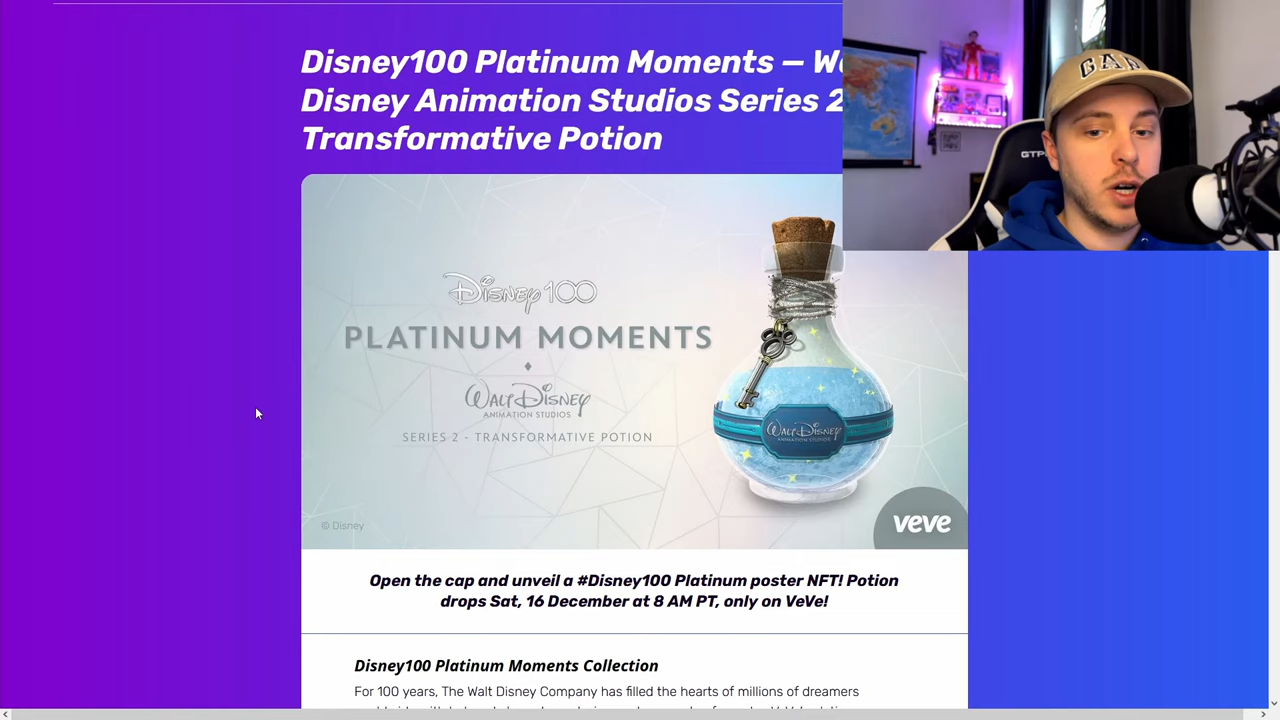 Disney100 Platinum Moments —
Disney Animation Studios Series 2
Transformative Potion
GAP
GTP
Disney100
PLATINUM MOMENTS
WALT DISNEY
ANIMATION STUDIOS
SERIES 2 - TRANSFORMATIVE POTION
WALT DISNEY
ANIMATION STUDIOS
© Disney
veve
Open the cap and unveil a #Disney100 Platinum poster NFT! Potion
drops Sat, 16 December at 8 AM PT, only on VeVe!
Disney100 Platinum Moments Collection
For 100 years, The Walt Disney Company has filled the hearts of millions of dreamers